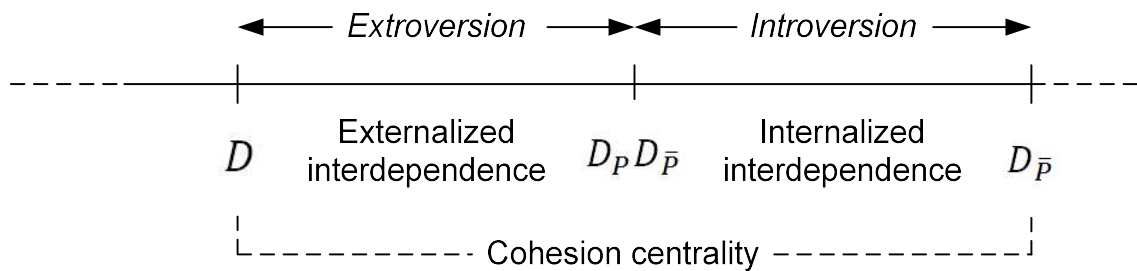 Extroversion Introversion
Externalized Internalized
D interdependence D_P D_P̄ interdependence D_P̄
Cohesion centrality